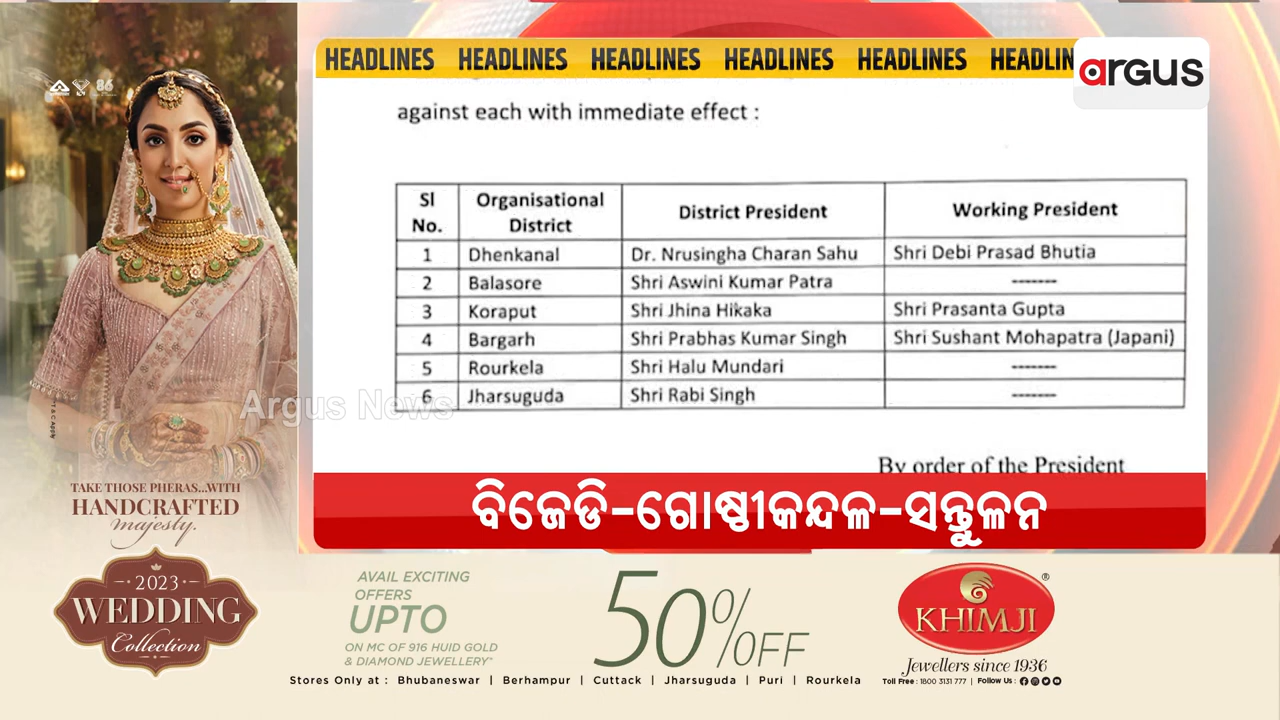 HEADLINES HEADLINES HEADLINES HEADLINES HEADLINES
argus
against each with immediate effect :
Sl No. Organisational District District President Working President
1 Dhenkanal Dr. Nrusingha Charan Sahu Shri Debi Prasad Bhutia
2 Balasore Shri Aswini Kumar Patra -------
3 Koraput Shri Jhina Hikaka Shri Prasanta Gupta
4 Bargarh Shri Prabhas Kumar Singh Shri Sushant Mohapatra (Japani)
5 Rourkela Shri Halu Mundari -------
6 Jharsuguda Shri Rabi Singh -------
Argus News
By order of the President
ବିଜେଡି-ଗୋଷ୍ଠୀକନ୍ଦଳ-ସନ୍ତୁଳନ
86
T & C Apply
TAKE THOSE PHERAS...WITH
HANDCRAFTED
majesty.
2023
WEDDING
Collection
AVAIL EXCITING
OFFERS
UPTO
ON MC OF 916 HUID GOLD
& DIAMOND JEWELLERY*
50% OFF
KHIMJI ®
Jewellers since 1936
Stores Only at : Bhubaneswar | Berhampur | Cuttack | Jharsuguda | Puri | Rourkela
Toll Free : 1800 3131 777 | Follow Us :